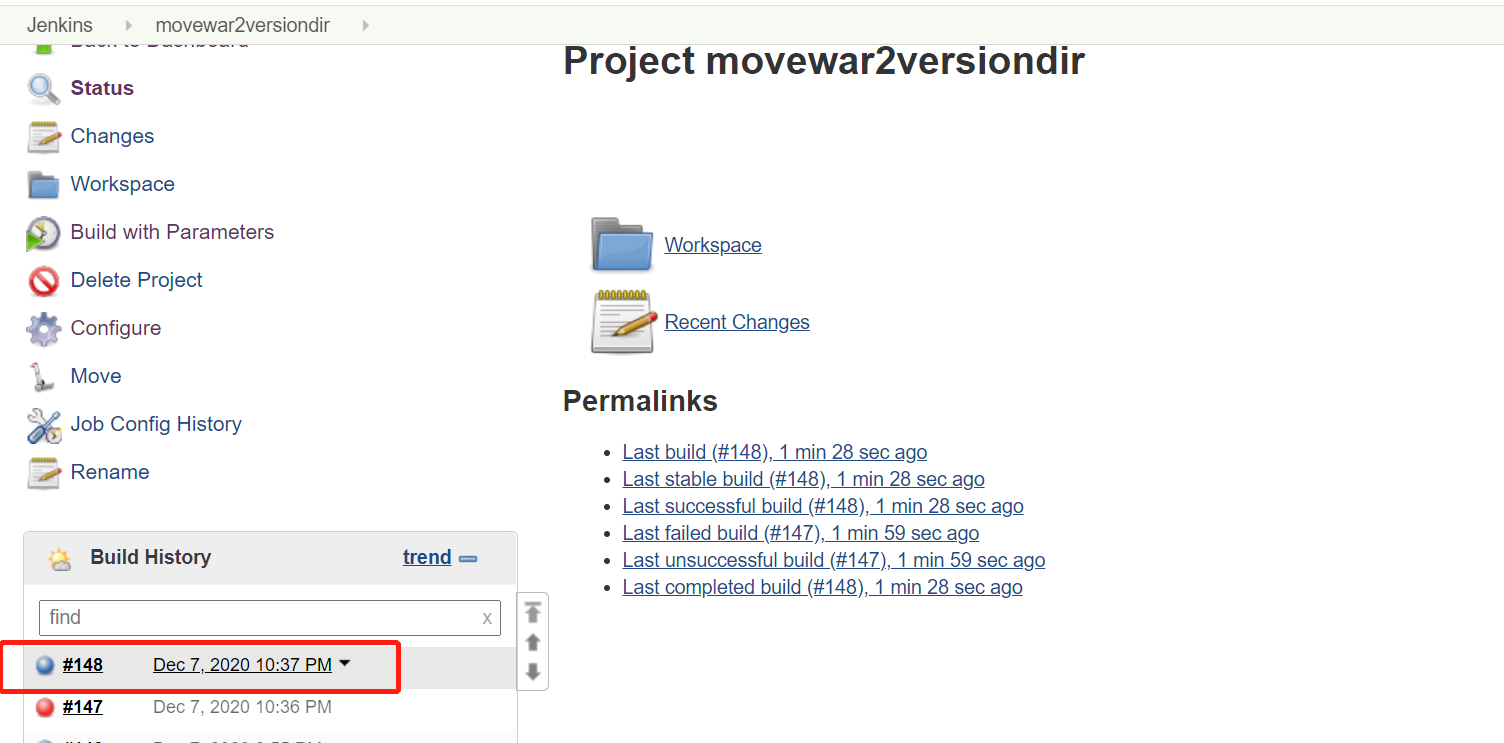 Jenkins
movewar2versiondir
Back to Dashboard
Status
Changes
Workspace
Build with Parameters
Delete Project
Configure
Move
Job Config History
Rename
Build History
trend
find
x
#148
Dec 7, 2020 10:37 PM
#147
Dec 7, 2020 10:36 PM
Project movewar2versiondir
Workspace
Recent Changes
Permalinks
Last build (#148), 1 min 28 sec ago
Last stable build (#148), 1 min 28 sec ago
Last successful build (#148), 1 min 28 sec ago
Last failed build (#147), 1 min 59 sec ago
Last unsuccessful build (#147), 1 min 59 sec ago
Last completed build (#148), 1 min 28 sec ago